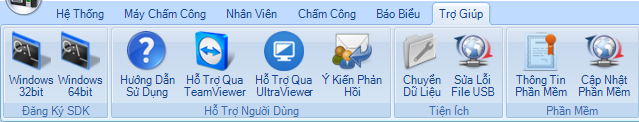 Hệ Thống Máy Chấm Công Nhân Viên Chấm Công Báo Biểu Trợ Giúp
Windows 32bit
Windows 64bit
Đăng Ký SDK
Hướng Dẫn Sử Dụng
Hỗ Trợ Qua TeamViewer
Hỗ Trợ Qua UltraViewer
Ý Kiến Phản Hồi
Hỗ Trợ Người Dùng
Chuyển Dữ Liệu
Sửa Lỗi File USB
Tiện Ích
Thông Tin Phần Mềm
Cập Nhật Phần Mềm
Phần Mềm